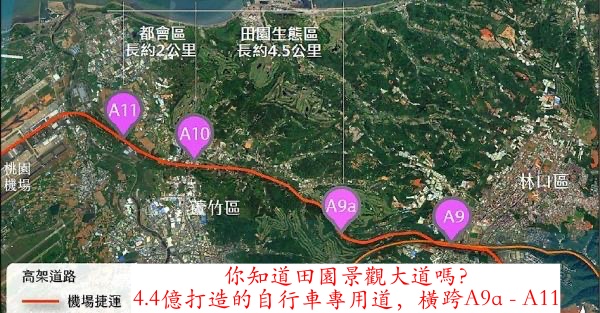 都會區
長約2公里
田園生態區
長約4.5公里
A11
A10
桃園
機場
蘆竹區
A9a
A9
林口區
高架道路
機場捷運
你知道田園景觀大道嗎?
4.4億打造的自行車專用道，橫跨A9a - A11